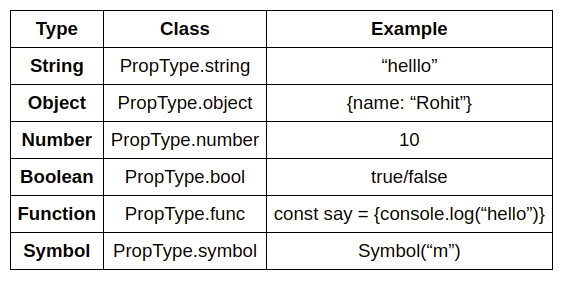 Type Class Example
String PropType.string “helllo”
Object PropType.object {name: “Rohit”}
Number PropType.number 10
Boolean PropType.bool true/false
Function PropType.func const say = {console.log(“hello”)}
Symbol PropType.symbol Symbol(“m”)